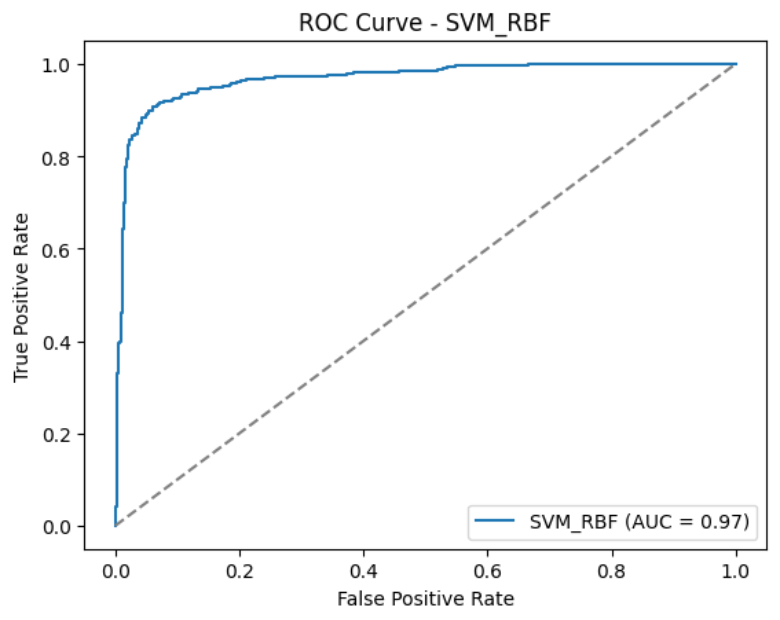 ROC Curve - SVM_RBF
1.0
0.8
0.6
0.4
0.2
0.0
True Positive Rate
SVM_RBF (AUC = 0.97)
0.0 0.2 0.4 0.6 0.8 1.0
False Positive Rate